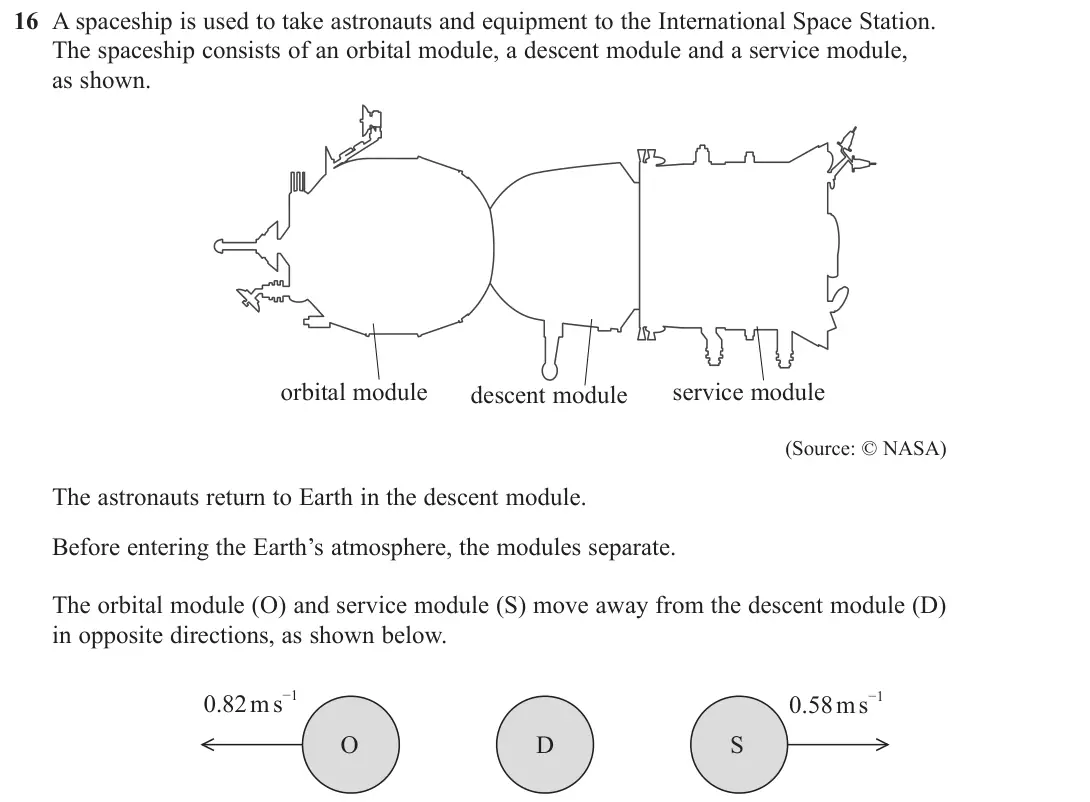 16 A spaceship is used to take astronauts and equipment to the International Space Station.
The spaceship consists of an orbital module, a descent module and a service module,
as shown.
orbital module descent module service module
(Source: © NASA)
The astronauts return to Earth in the descent module.
Before entering the Earth’s atmosphere, the modules separate.
The orbital module (O) and service module (S) move away from the descent module (D)
in opposite directions, as shown below.
0.82 m s⁻¹ 0.58 m s⁻¹
O D S